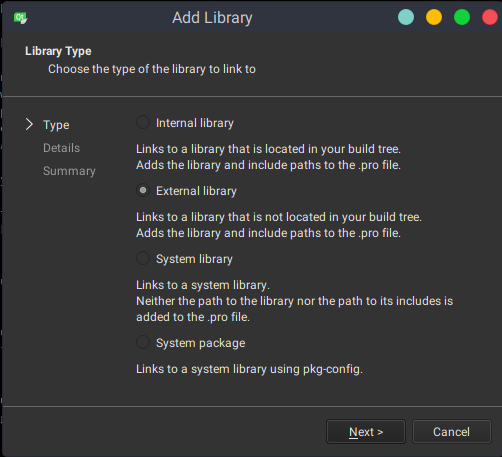 Add Library
Library Type
Choose the type of the library to link to
Type
Details
Summary
Internal library
Links to a library that is located in your build tree.
Adds the library and include paths to the .pro file.
External library
Links to a library that is not located in your build tree.
Adds the library and include paths to the .pro file.
System library
Links to a system library.
Neither the path to the library nor the path to its includes is
added to the .pro file.
System package
Links to a system library using pkg-config.
Next >
Cancel